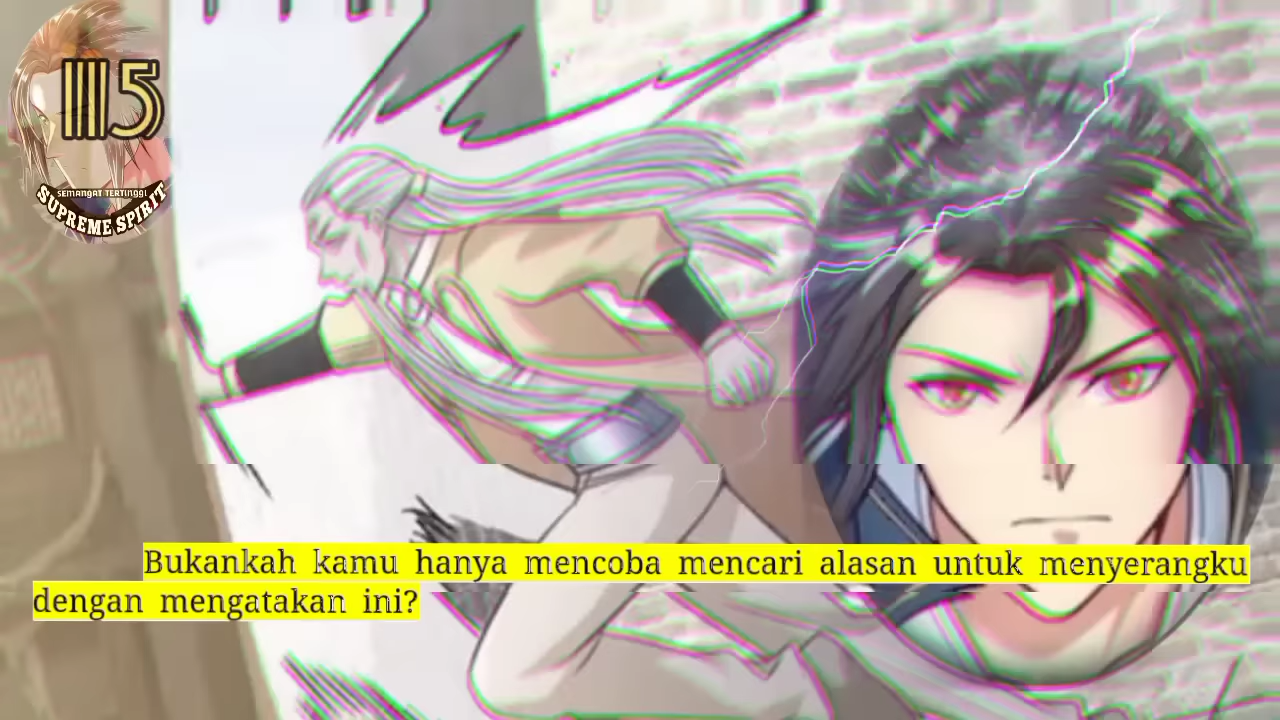 115
SEMANGAT TERTINGGI
SUPREME SPIRIT
Bukankah kamu hanya mencoba mencari alasan untuk menyerangku
dengan mengatakan ini?